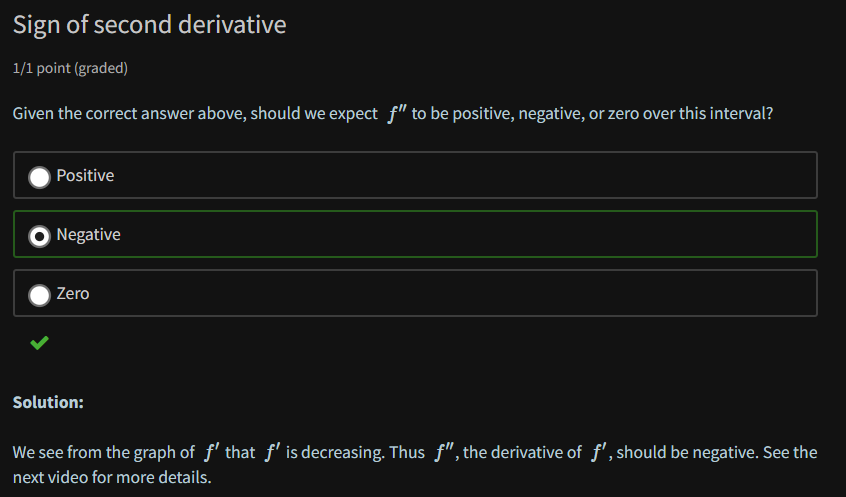 Sign of second derivative
1/1 point (graded)
Given the correct answer above, should we expect f″ to be positive, negative, or zero over this interval?
Positive
Negative
Zero
Solution:
We see from the graph of f′ that f′ is decreasing. Thus f″, the derivative of f′, should be negative. See the
next video for more details.